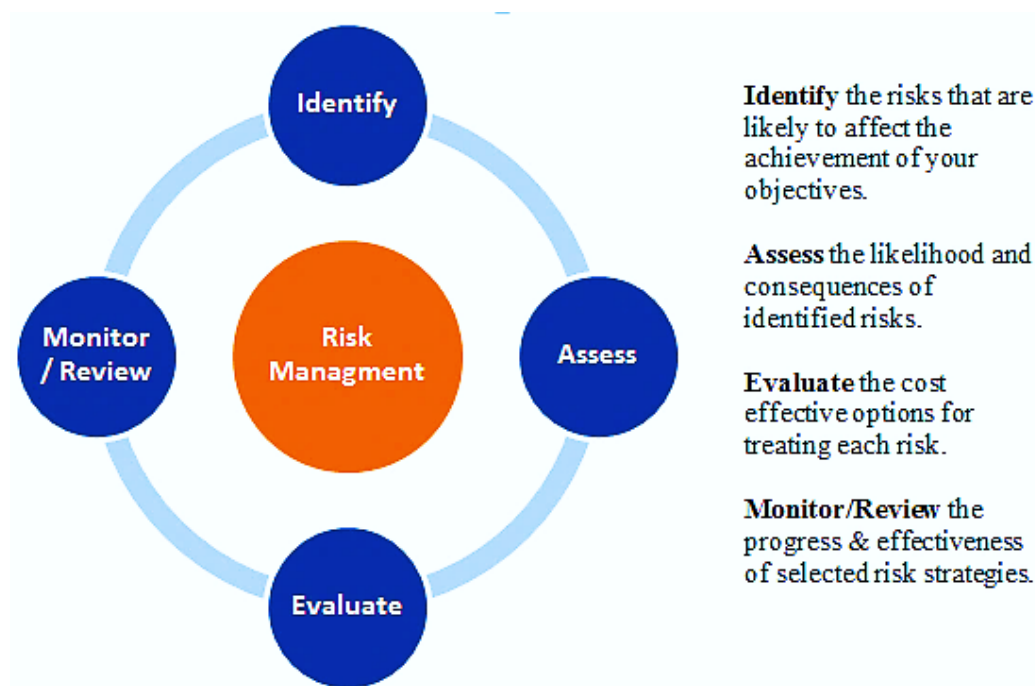 Identify
Monitor
/ Review
Risk
Managment
Assess
Evaluate
Identify the risks that are
likely to affect the
achievement of your
objectives.
Assess the likelihood and
consequences of
identified risks.
Evaluate the cost
effective options for
treating each risk.
Monitor/Review the
progress & effectiveness
of selected risk strategies.